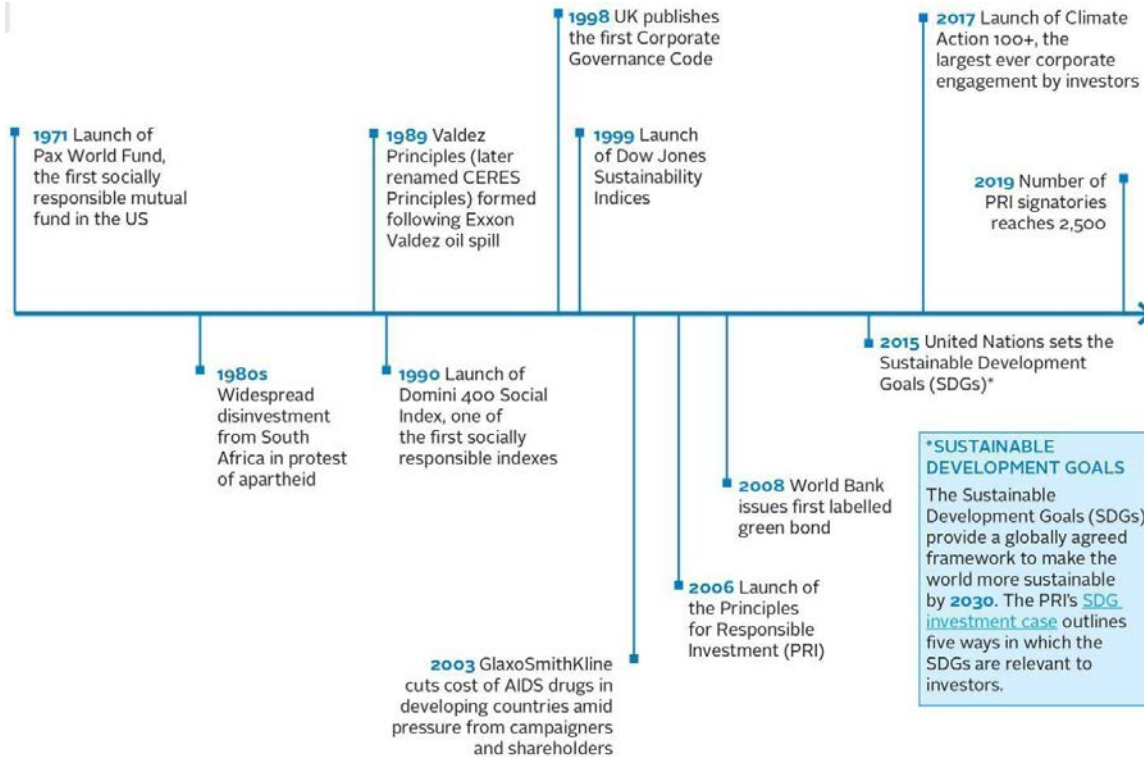 1971 Launch of
Pax World Fund,
the first socially
responsible mutual
fund in the US
1980s
Widespread
disinvestment
from South
Africa in protest
of apartheid
1989 Valdez
Principles (later
renamed CERES
Principles) formed
following Exxon
Valdez oil spill
1990 Launch of
Domini 400 Social
Index, one of
the first socially
responsible indexes
1998 UK publishes
the first Corporate
Governance Code
1999 Launch
of Dow Jones
Sustainability
Indices
2003 GlaxoSmithKline
cuts cost of AIDS drugs in
developing countries amid
pressure from campaigners
and shareholders
2006 Launch of
the Principles
for Responsible
Investment (PRI)
2008 World Bank
issues first labelled
green bond
2015 United Nations sets the
Sustainable Development
Goals (SDGs)*
2017 Launch of Climate
Action 100+, the
largest ever corporate
engagement by investors
2019 Number of
PRI signatories
reaches 2,500
*SUSTAINABLE
DEVELOPMENT GOALS
The Sustainable
Development Goals (SDGs)
provide a globally agreed
framework to make the
world more sustainable
by 2030. The PRI's SDG
investment case outlines
five ways in which the
SDGs are relevant to
investors.